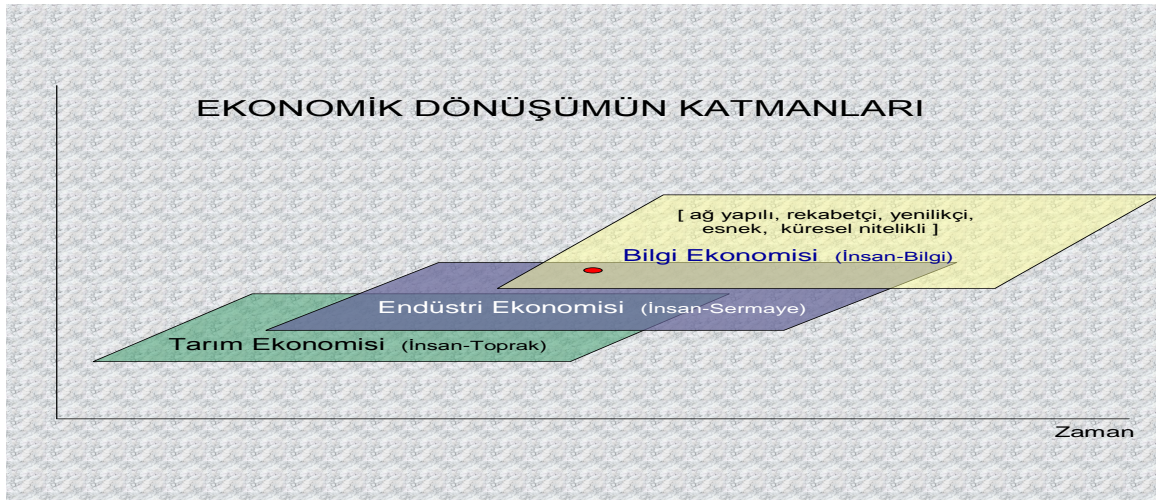 EKONOMİK DÖNÜŞÜMÜN KATMANLARI
[ ağ yapılı, rekabetçi, yenilikçi,
esnek, küresel nitelikli ]
Bilgi Ekonomisi (İnsan-Bilgi)
Endüstri Ekonomisi (İnsan-Sermaye)
Tarım Ekonomisi (İnsan-Toprak)
Zaman